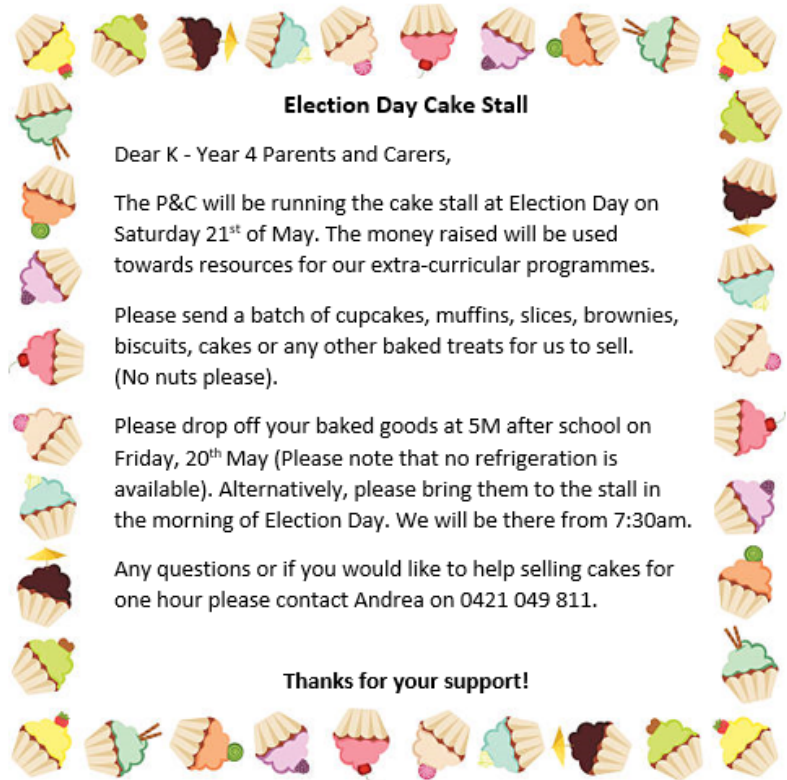 Election Day Cake Stall
Dear K - Year 4 Parents and Carers,
The P&C will be running the cake stall at Election Day on
Saturday 21st of May. The money raised will be used
towards resources for our extra-curricular programmes.
Please send a batch of cupcakes, muffins, slices, brownies,
biscuits, cakes or any other baked treats for us to sell.
(No nuts please).
Please drop off your baked goods at 5M after school on
Friday, 20th May (Please note that no refrigeration is
available). Alternatively, please bring them to the stall in
the morning of Election Day. We will be there from 7:30am.
Any questions or if you would like to help selling cakes for
one hour please contact Andrea on 0421 049 811.
Thanks for your support!